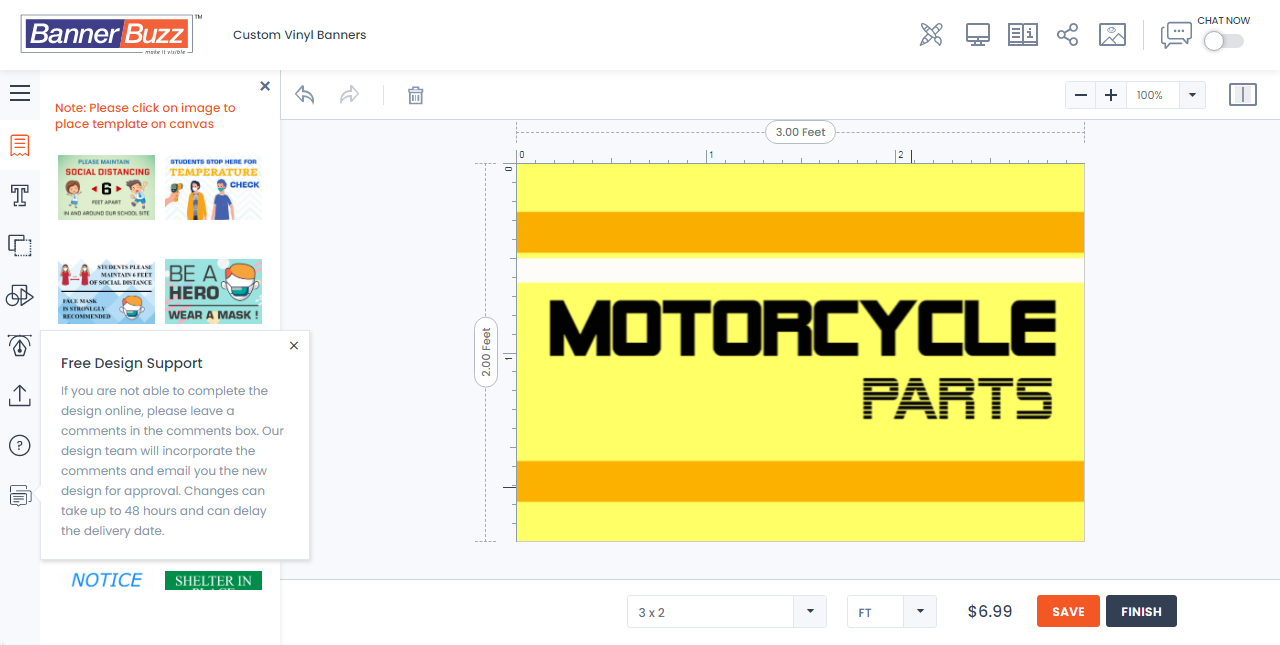 BannerBuzz
TM
make it visible
Custom Vinyl Banners
CHAT NOW
Note: Please click on image to
place template on canvas
100%
PLEASE MAINTAIN
SOCIAL DISTANCING
6
FEET APART
IN AND AROUND OUR SCHOOL SITE
STUDENTS STOP HERE FOR
TEMPERATURE
CHECK
STUDENTS PLEASE
MAINTAIN 6 FEET
OF SOCIAL DISTANCE
FACE MASK
IS STRONLGLY
RECOMMENDED
BE A
HERO
WEAR A MASK !
Free Design Support
If you are not able to complete the
design online, please leave a
comments in the comments box. Our
design team will incorporate the
comments and email you the new
design for approval. Changes can
take up to 48 hours and can delay
the delivery date.
NOTICE
SHELTER IN
PLACE
3.00 Feet
0
1
2
0
1
2.00 Feet
MOTORCYCLE
PARTS
3 x 2
FT
$6.99
SAVE
FINISH